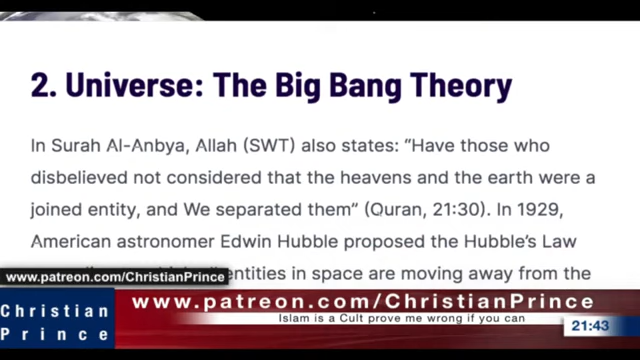 2. Universe: The Big Bang Theory
In Surah Al-Anbya, Allah (SWT) also states: “Have those who
disbelieved not considered that the heavens and the earth were a
joined entity, and We separated them” (Quran, 21:30). In 1929,
American astronomer Edwin Hubble proposed the Hubble’s Law
entities in space are moving away from the
www.patreon.com/ChristianPrince
www.patreon.com/ChristianPrince
Christian
Prince
Islam is a Cult prove me wrong if you can
21:43